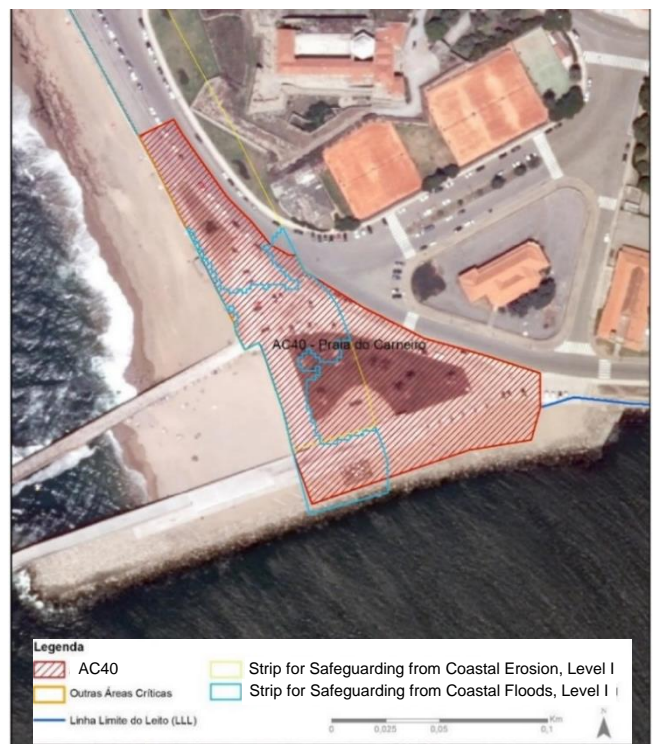 AC40 - Praia do Carneiro
Legenda
AC40
Strip for Safeguarding from Coastal Erosion, Level I
Outras Áreas Críticas
Strip for Safeguarding from Coastal Floods, Level I
Linha Limite do Leito (LLL)
Km
0 0,025 0,05 0,1
N